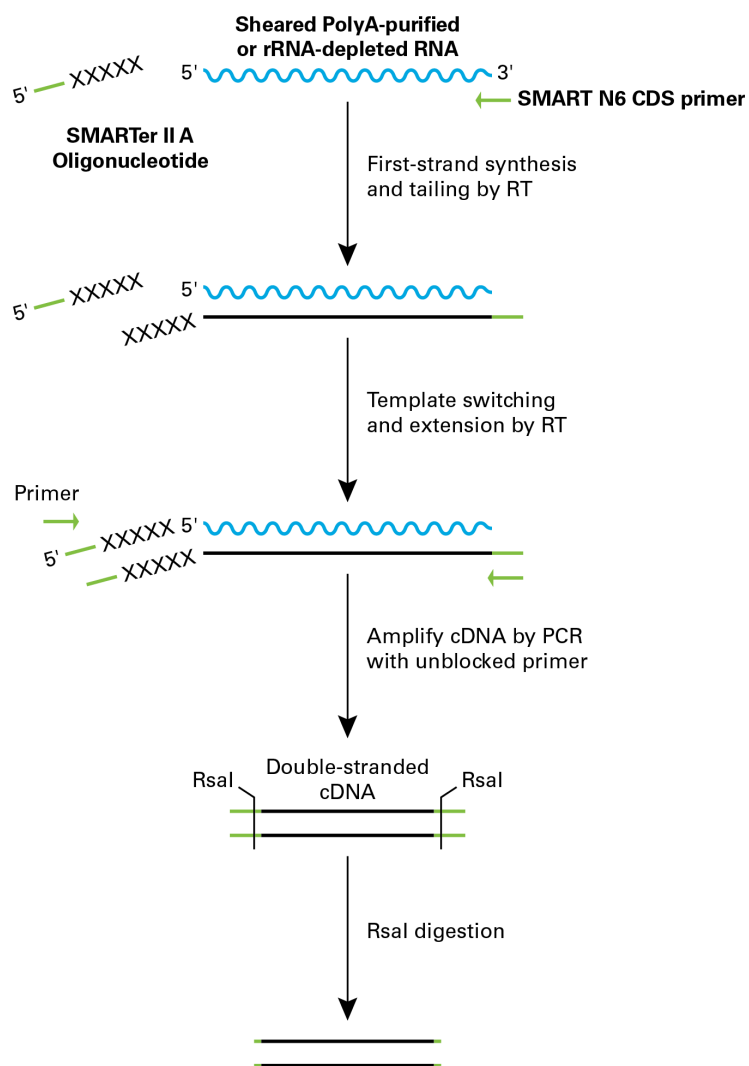 Sheared PolyA-purified
or rRNA-depleted RNA
5' XXXXX
5' 3'
SMART N6 CDS primer
SMARTer II A
Oligonucleotide
First-strand synthesis
and tailing by RT
5' XXXXX
5'
XXXXX
Template switching
and extension by RT
Primer
5' XXXXX
5'
XXXXX
Amplify cDNA by PCR
with unblocked primer
RsaI
Double-stranded
cDNA
RsaI
RsaI digestion